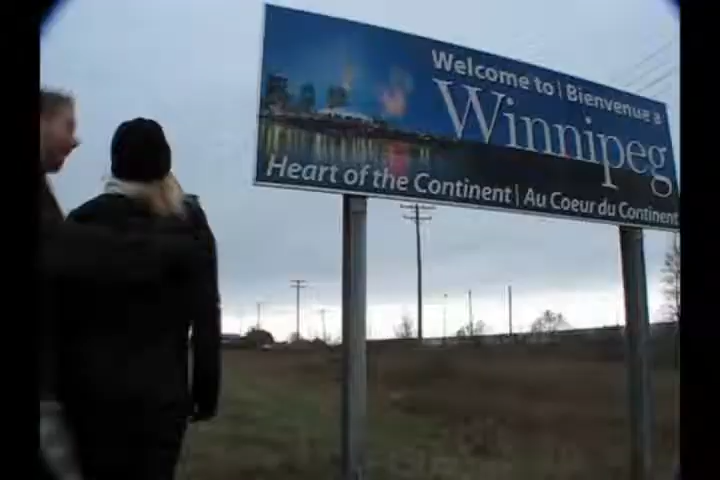 Welcome to | Bienvenue a
Winnipeg
Heart of the Continent | Au Coeur du Continent